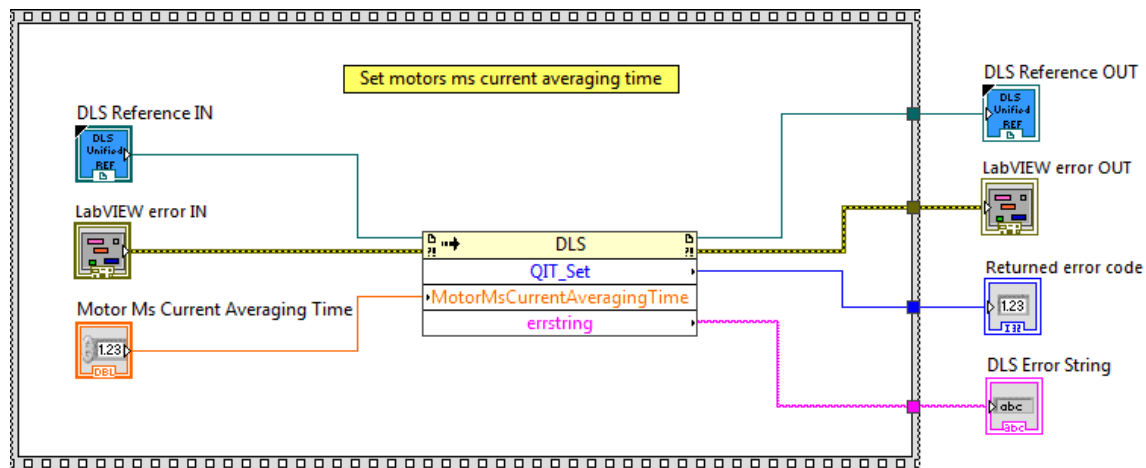 Set motors ms current averaging time
DLS Reference IN
DLS
Unified
REF
LabVIEW error IN
Motor Ms Current Averaging Time
1.23
DBL
DLS
QIT_Set
MotorMsCurrentAveragingTime
errstring
DLS Reference OUT
DLS
Unified
REF
LabVIEW error OUT
Returned error code
1.23
I32
DLS Error String
abc
abc